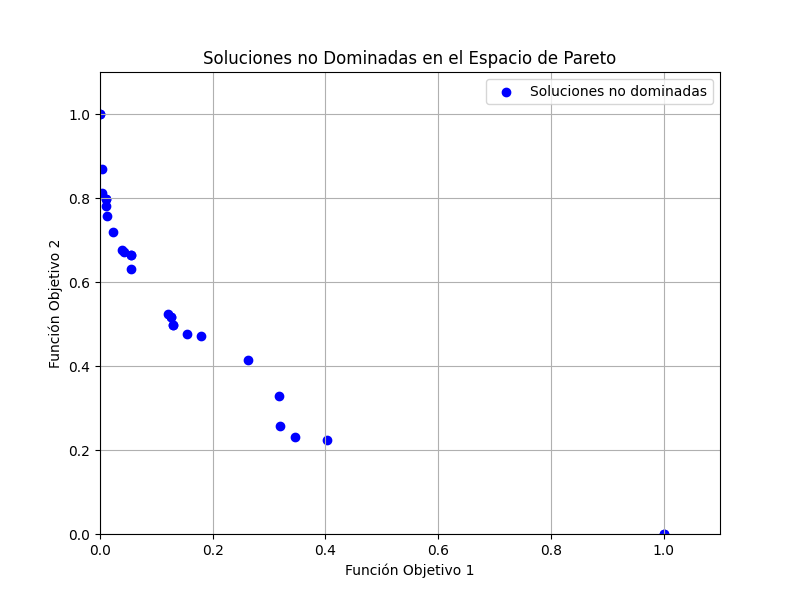 Soluciones no Dominadas en el Espacio de Pareto
Soluciones no dominadas
1.0
0.8
0.6
0.4
0.2
0.0
Función Objetivo 2
0.0 0.2 0.4 0.6 0.8 1.0
Función Objetivo 1